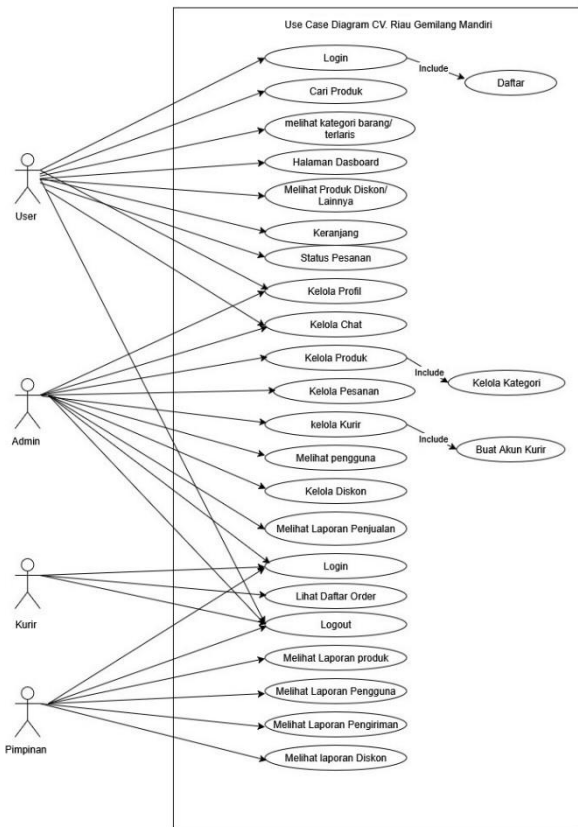 Use Case Diagram CV. Riau Gemilang Mandiri
Login
Include
Daftar
Cari Produk
melihat kategori barang/
terlaris
Halaman Dasboard
Melihat Produk Diskon/
Lainnya
User
Keranjang
Status Pesanan
Kelola Profil
Kelola Chat
Kelola Produk
Include
Kelola Kategori
Kelola Pesanan
Admin
kelola Kurir
Include
Buat Akun Kurir
Melihat pengguna
Kelola Diskon
Melihat Laporan Penjualan
Login
Lihat Daftar Order
Kurir
Logout
Melihat Laporan produk
Melihat Laporan Pengguna
Melihat Laporan Pengiriman
Pimpinan
Melihat laporan Diskon